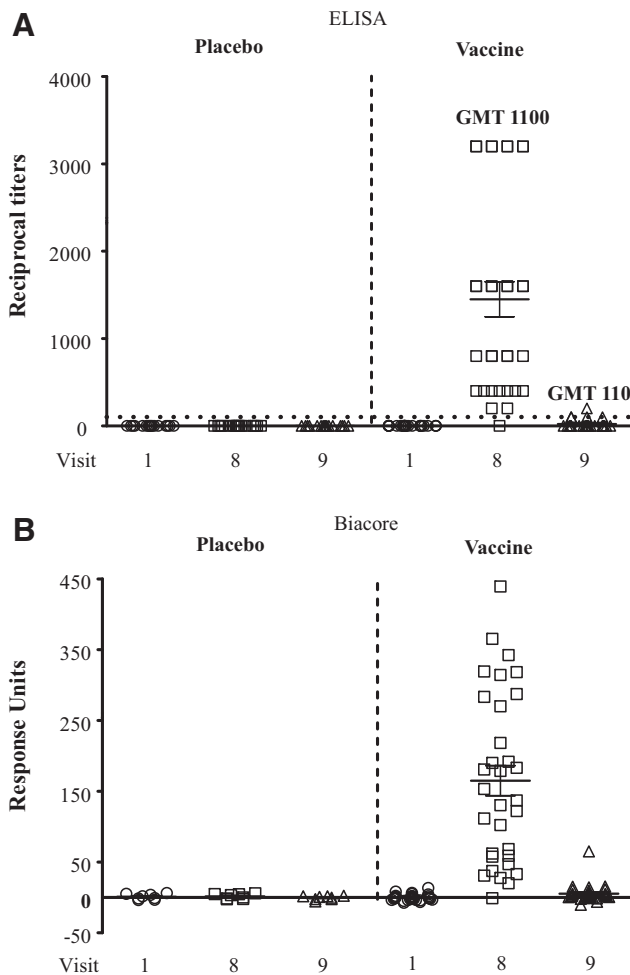 A
ELISA
Placebo
Vaccine
Reciprocal titers
4000
3000
2000
1000
0
GMT 1100
GMT 110
Visit 1 8 9 1 8 9
B
Biacore
Placebo
Vaccine
Response Units
450
350
250
150
50
0
-50
Visit 1 8 9 1 8 9